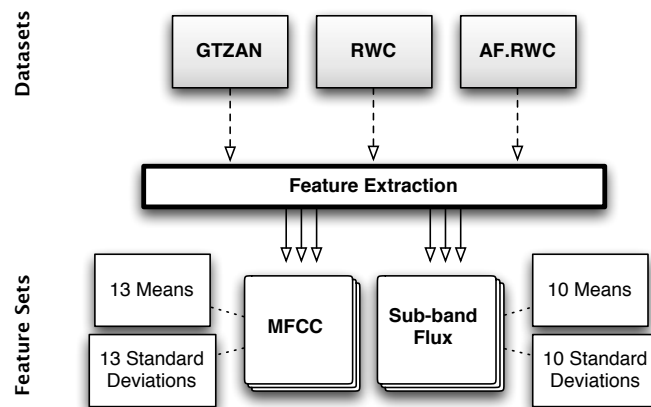 Datasets
GTZAN
RWC
AF.RWC
Feature Extraction
Feature Sets
13 Means
13 Standard
Deviations
MFCC
Sub-band
Flux
10 Means
10 Standard
Deviations